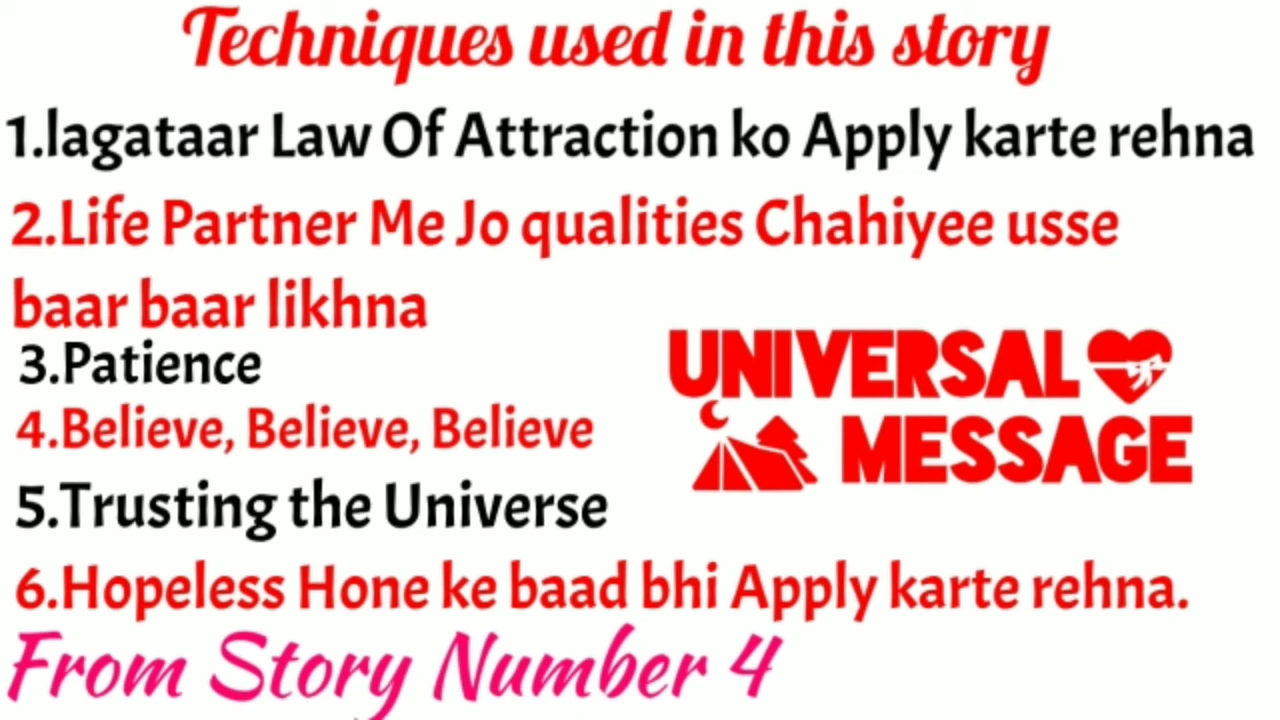 Techniques used in this story
1.lagataar Law Of Attraction ko Apply karte rehna
2.Life Partner Me Jo qualities Chahiyee usse
baar baar likhna
3.Patience
4.Believe, Believe, Believe
5.Trusting the Universe
6.Hopeless Hone ke baad bhi Apply karte rehna.
UNIVERSAL
MESSAGE
From Story Number 4